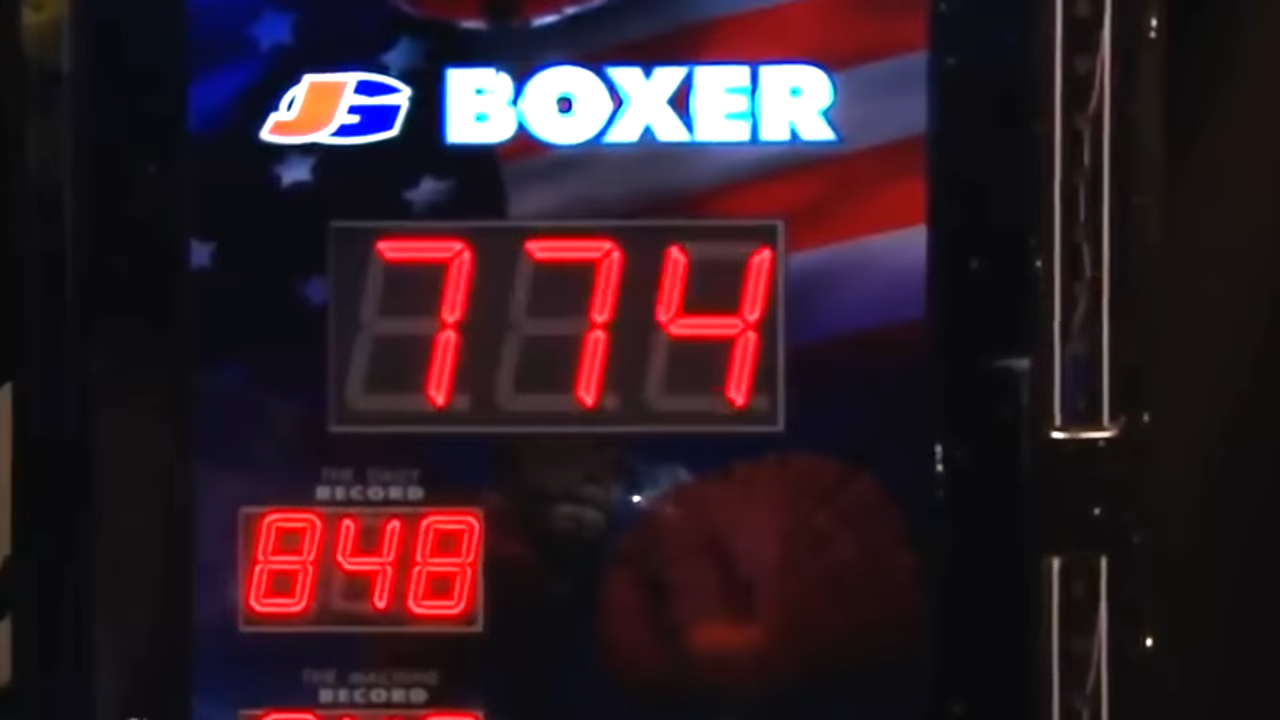 JG BOXER
774
THE DAILY
RECORD
848
THE MACHINE
RECORD